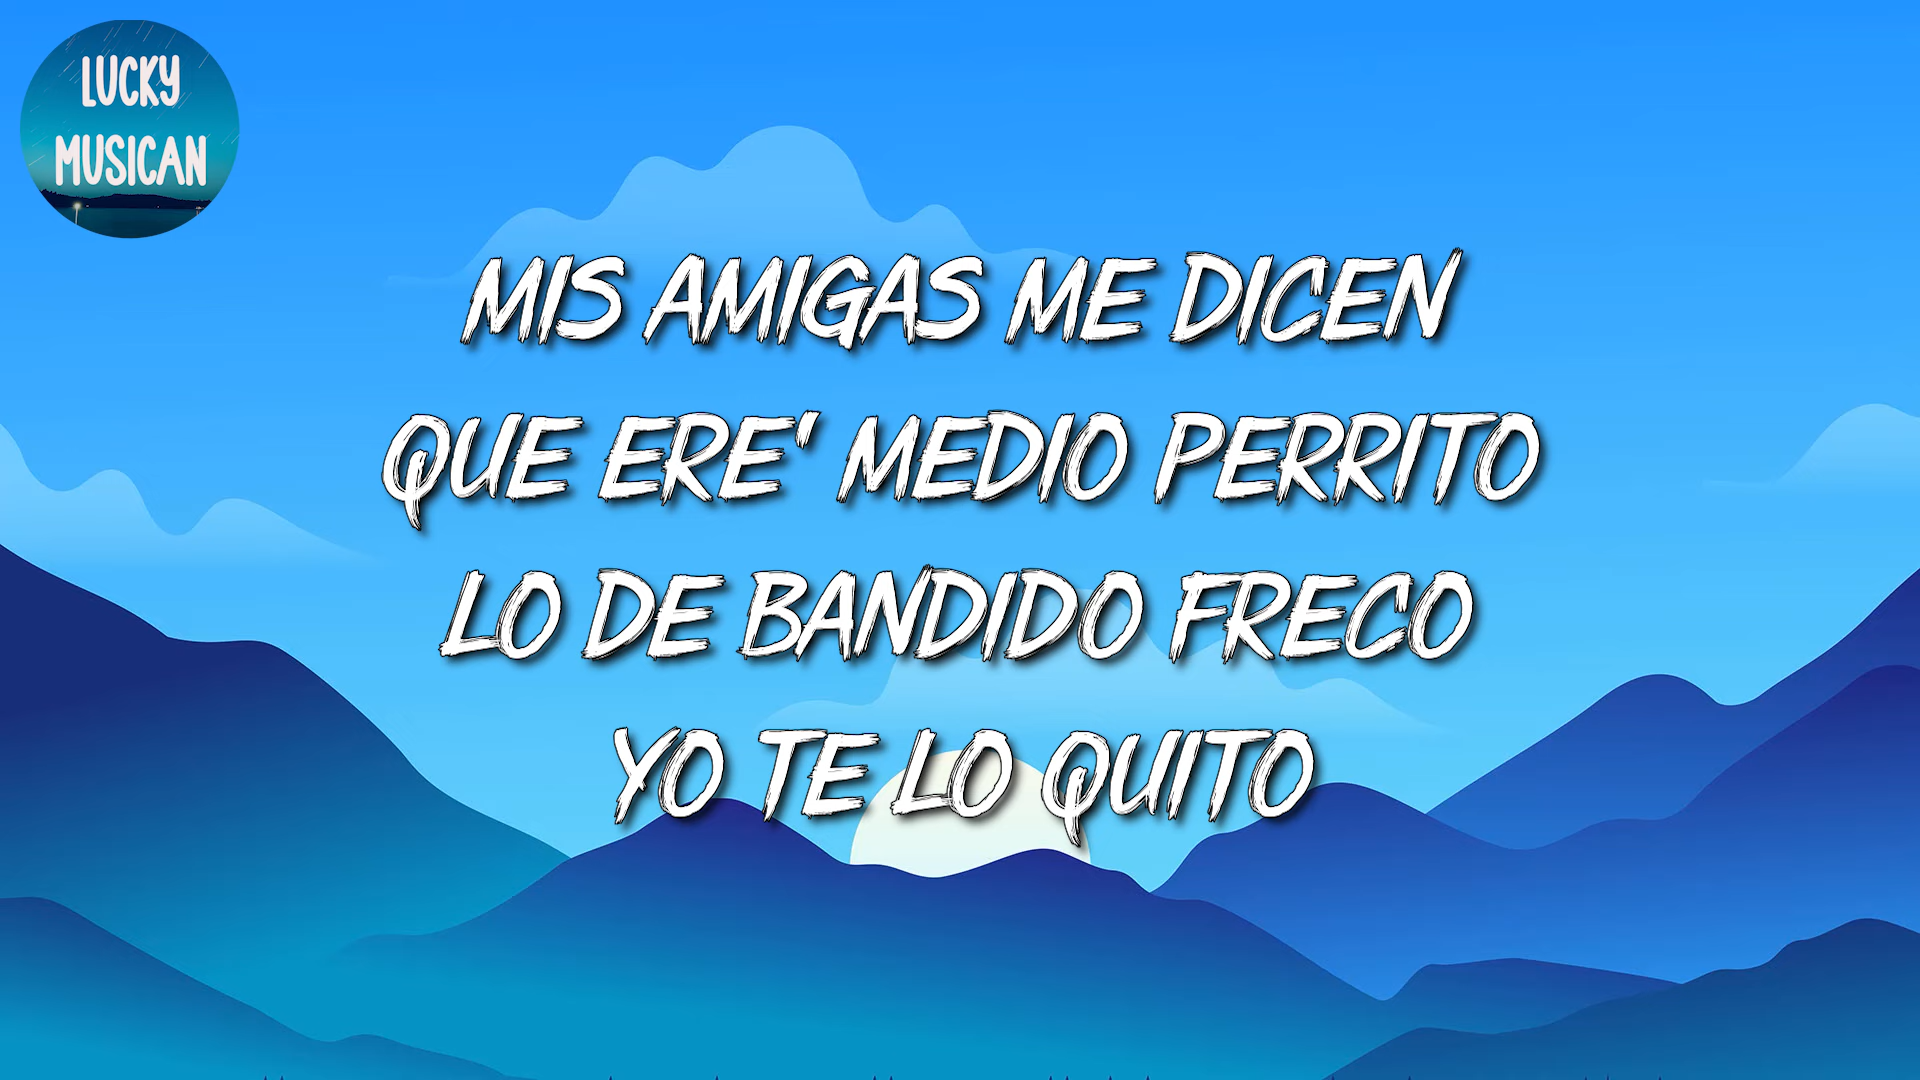 LUCKY
MUSICAN
MIS AMIGAS ME DICEN
QUE ERE' MEDIO PERRITO
LO DE BANDIDO FRECO
YO TE LO QUITO